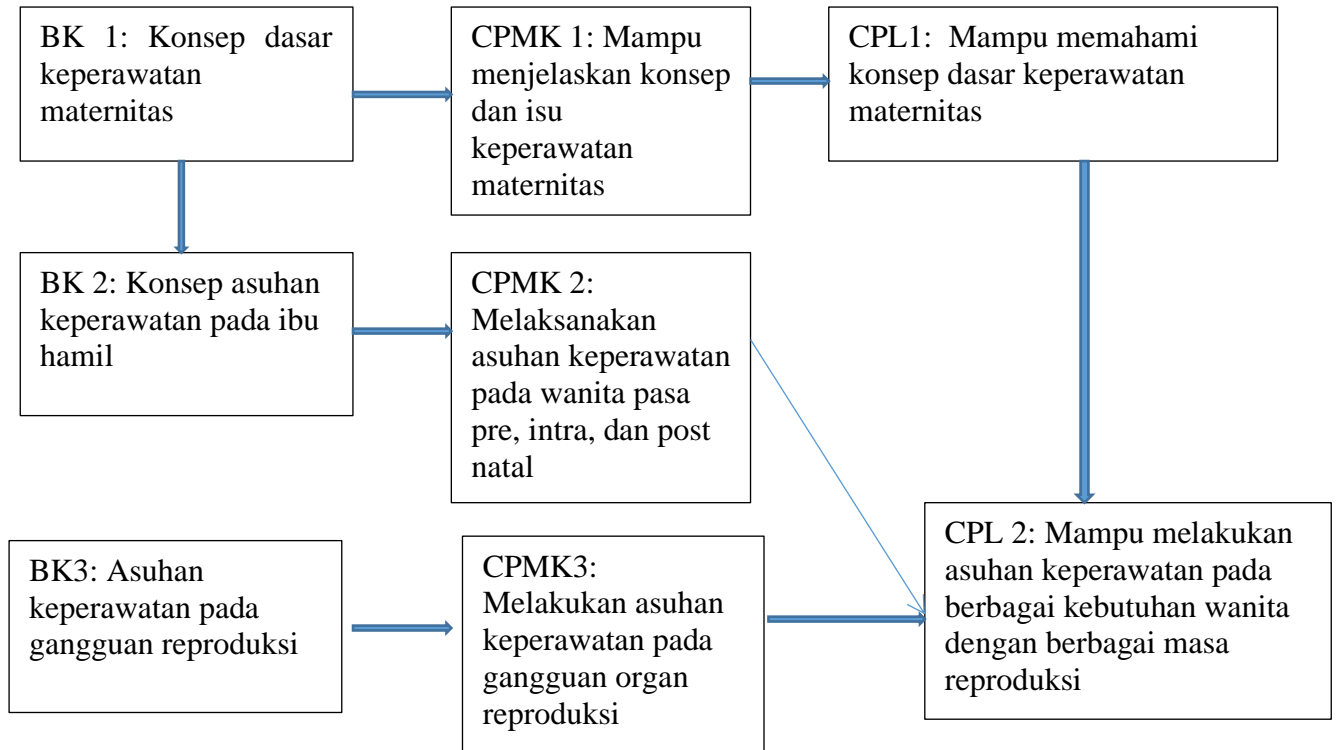 BK 1: Konsep dasar
keperawatan
maternitas
CPMK 1: Mampu
menjelaskan konsep
dan isu
keperawatan
maternitas
CPL1: Mampu memahami
konsep dasar keperawatan
maternitas
BK 2: Konsep asuhan
keperawatan pada ibu
hamil
CPMK 2:
Melaksanakan
asuhan keperawatan
pada wanita pasa
pre, intra, dan post
natal
BK3: Asuhan
keperawatan pada
gangguan reproduksi
CPMK3:
Melakukan asuhan
keperawatan pada
gangguan organ
reproduksi
CPL 2: Mampu melakukan
asuhan keperawatan pada
berbagai kebutuhan wanita
dengan berbagai masa
reproduksi